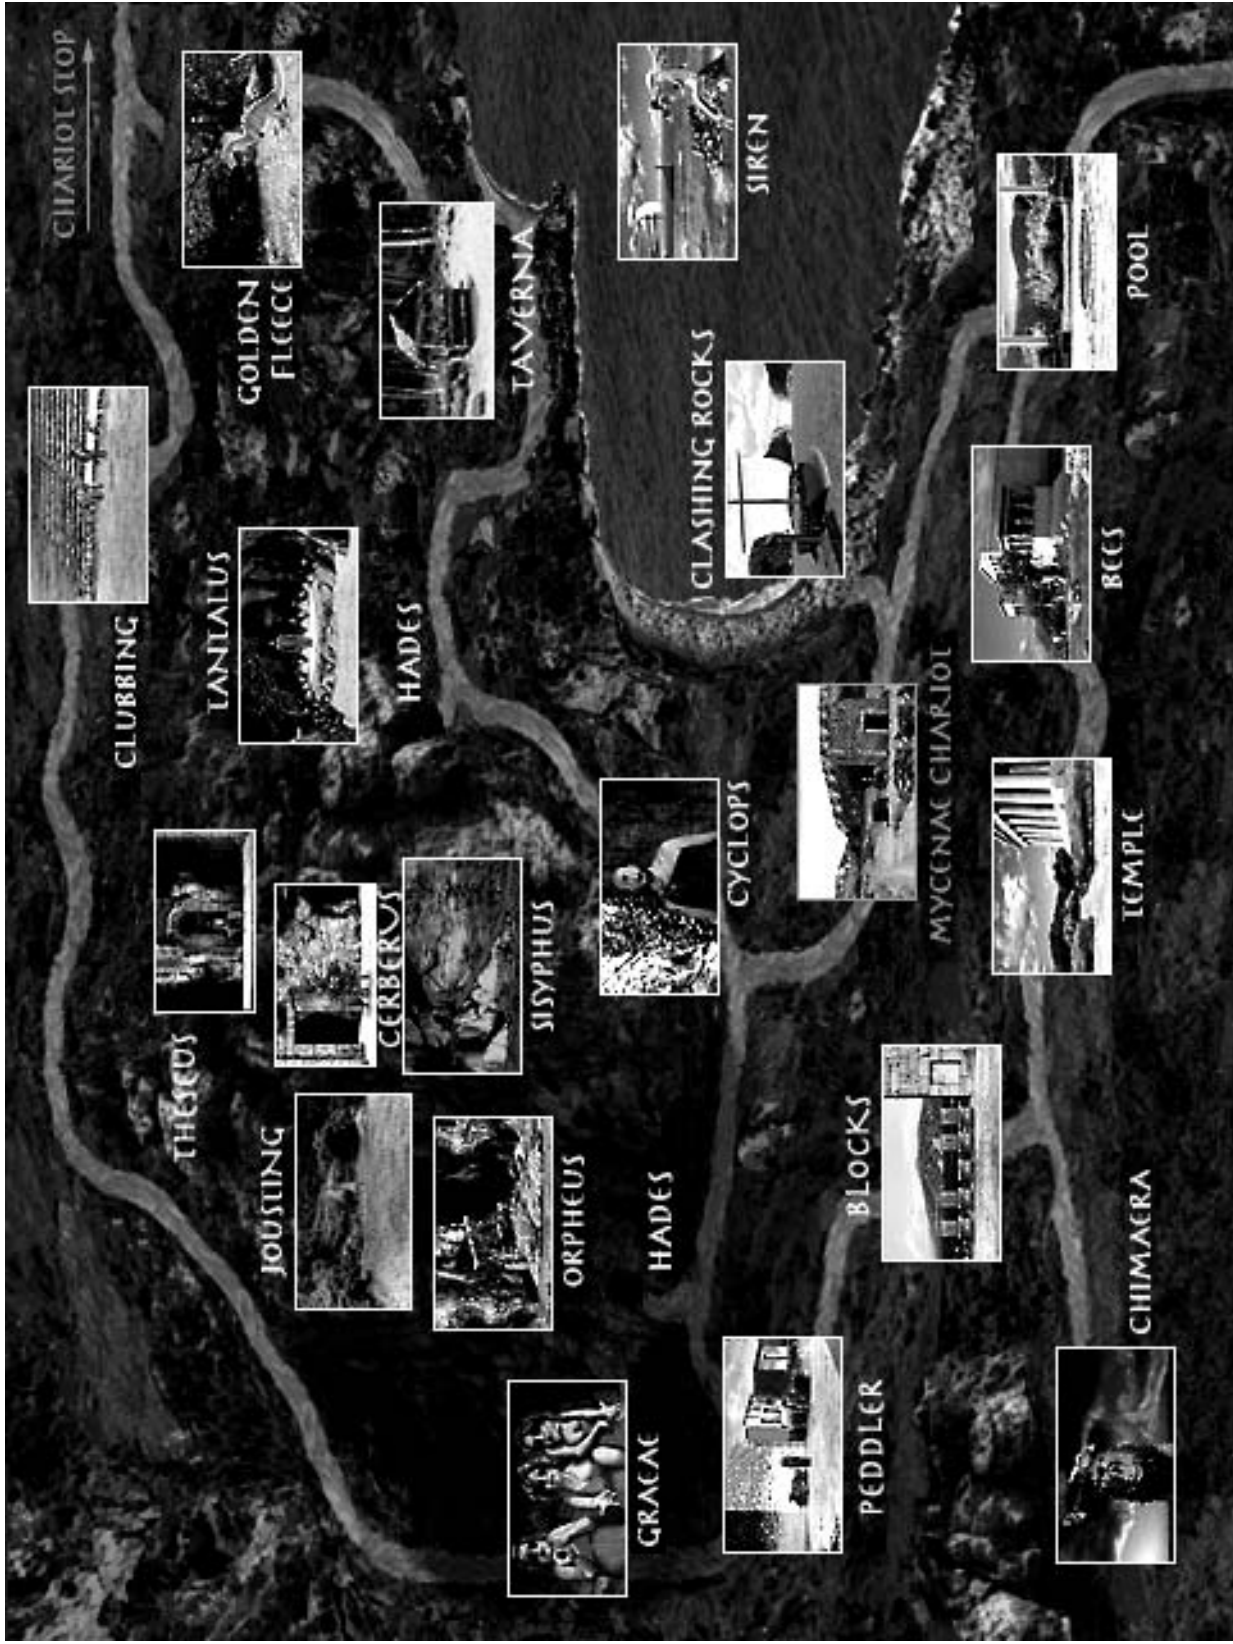 CHARIOT STOP
CLUBBING
THESEUS
TANTALUS
GOLDEN
FLEECE
JOUSTING
CERBERUS
HADES
TAVERNA
SISYPHUS
ORPHEUS
GRAEAE
HADES
CLASHING ROCKS
CYCLOPS
SIREN
BLOCKS
PEDDLER
MYCENAE CHARIOT
BEES
CHIMAERA
TEMPLE
POOL